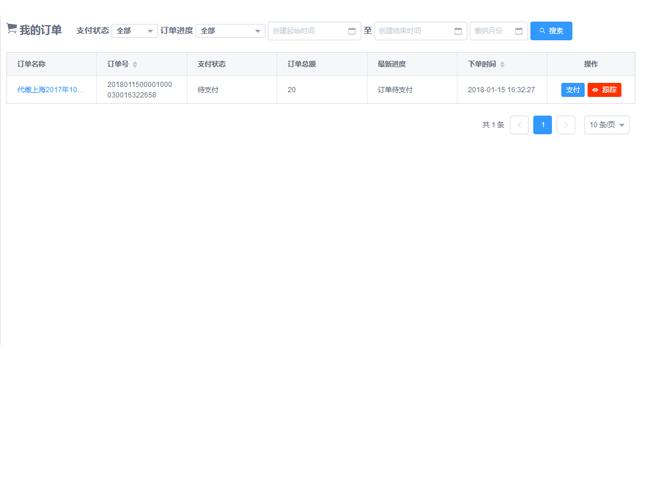 我的订单 支付状态 全部 订单进度 全部 创建起始时间 至 创建结束时间 缴纳月份 搜索
订单名称 订单号 支付状态 订单总额 最新进度 下单时间 操作
代缴上海2017年10... 2018011500001000 待支付 20 订单待支付 2018-01-15 16:32:27 支付 跟踪
030016322658
共 1 条 1 10 条/页